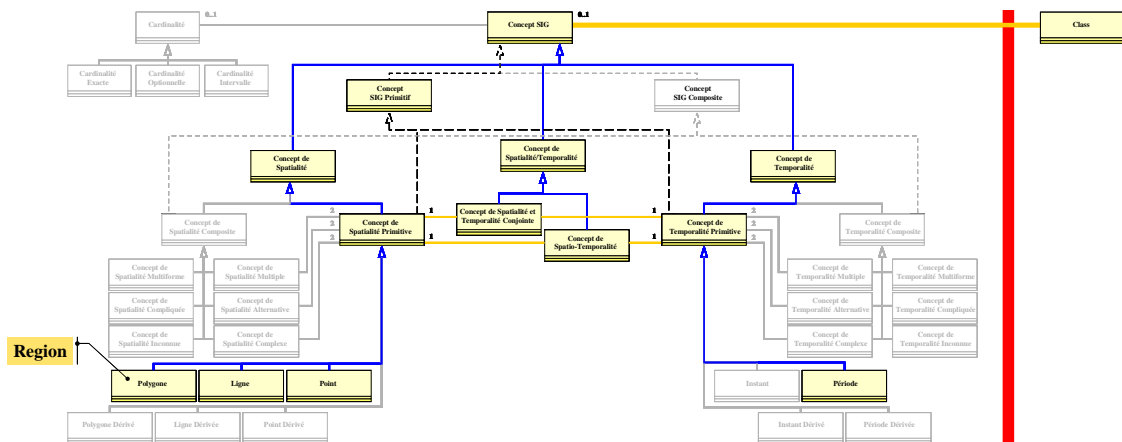 Cardinalité
0..1
Concept SIG
0..1
Class
Cardinalité
Exacte
Cardinalité
Optionnelle
Cardinalité
Intervalle
Concept
SIG Primitif
Concept
SIG Composite
Concept de
Spatialité
Concept de
Spatialité/Temporalité
Concept de
Temporalité
Concept de
Spatialité Composite
2
2
2
Concept de
Spatialité Primitive
1
1
Concept de Spatialité et
Temporalité Conjointe
Concept de
Spatio-Temporalité
1
1
Concept de
Temporalité Primitive
2
2
2
Concept de
Temporalité Composite
Concept de
Spatialité Multiforme
Concept de
Spatialité Multiple
Concept de
Temporalité Multiple
Concept de
Temporalité Multiforme
Concept de
Spatialité Compliquée
Concept de
Spatialité Alternative
Concept de
Temporalité Alternative
Concept de
Temporalité Compliquée
Concept de
Spatialité Inconnue
Concept de
Spatialité Complexe
Concept de
Temporalité Complexe
Concept de
Temporalité Inconnue
Region
Polygone
Ligne
Point
Instant
Période
Polygone Dérivé
Ligne Dérivée
Point Dérivé
Instant Dérivé
Période Dérivée